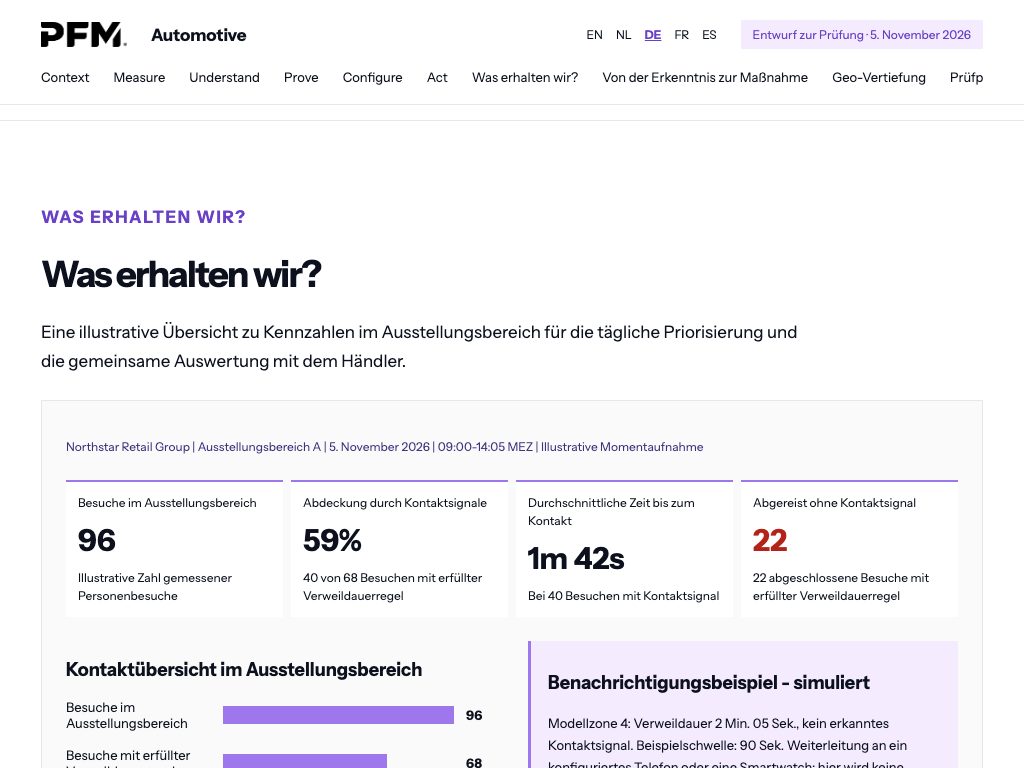 PFM Automotive
EN NL DE FR ES
Entwurf zur Prüfung · 5. November 2026
Context Measure Understand Prove Configure Act Was erhalten wir? Von der Erkenntnis zur Maßnahme Geo-Vertiefung Prüfp
WAS ERHALTEN WIR?
Was erhalten wir?
Eine illustrative Übersicht zu Kennzahlen im Ausstellungsbereich für die tägliche Priorisierung und
die gemeinsame Auswertung mit dem Händler.
Northstar Retail Group | Ausstellungsbereich A | 5. November 2026 | 09:00-14:05 MEZ | Illustrative Momentaufnahme
Besuche im Ausstellungsbereich
96
Illustrative Zahl gemessener
Personenbesuche
Abdeckung durch Kontaktsignale
59%
40 von 68 Besuchen mit erfüllter
Verweildauerregel
Durchschnittliche Zeit bis zum
Kontakt
1m 42s
Bei 40 Besuchen mit Kontaktsignal
Abgereist ohne Kontaktsignal
22
22 abgeschlossene Besuche mit
erfüllter Verweildauerregel
Kontaktübersicht im Ausstellungsbereich
Besuche im
Ausstellungsbereich
96
Besuche mit erfüllter
68
Benachrichtigungsbeispiel - simuliert
Modellzone 4: Verweildauer 2 Min. 05 Sek., kein erkanntes
Kontaktsignal. Beispielschwelle: 90 Sek. Weiterleitung an ein
konfiguriertes Telefon oder eine Smartwatch; hier wird keine